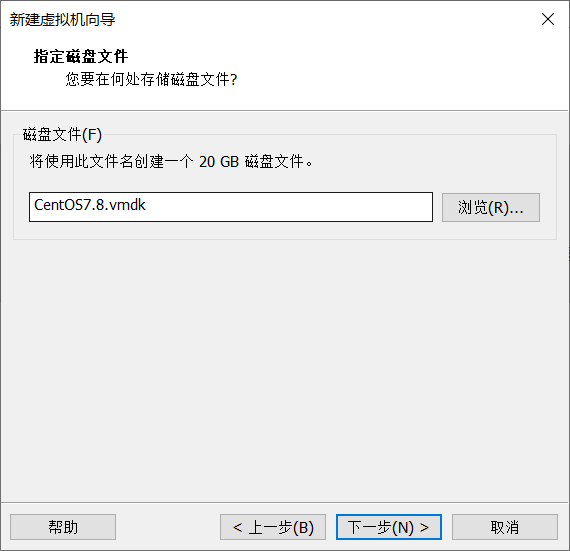 新建虚拟机向导
指定磁盘文件
您要在何处存储磁盘文件?
磁盘文件(F)
将使用此文件名创建一个 20 GB 磁盘文件。
CentOS7.8.vmdk
浏览(R)...
帮助
< 上一步(B)
下一步(N) >
取消